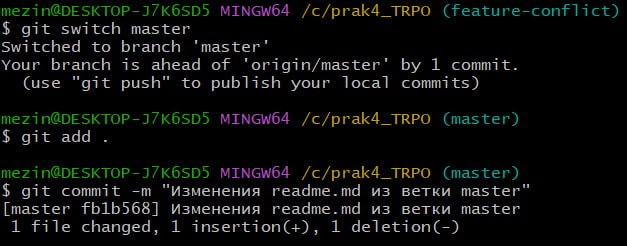 mezin@DESKTOP-J7K6SD5 MINGW64 /c/prak4_TRPO (feature-conflict)
$ git switch master
Switched to branch 'master'
Your branch is ahead of 'origin/master' by 1 commit.
  (use "git push" to publish your local commits)
mezin@DESKTOP-J7K6SD5 MINGW64 /c/prak4_TRPO (master)
$ git add .
mezin@DESKTOP-J7K6SD5 MINGW64 /c/prak4_TRPO (master)
$ git commit -m "Изменения readme.md из ветки master"
[master fb1b568] Изменения readme.md из ветки master
 1 file changed, 1 insertion(+), 1 deletion(-)